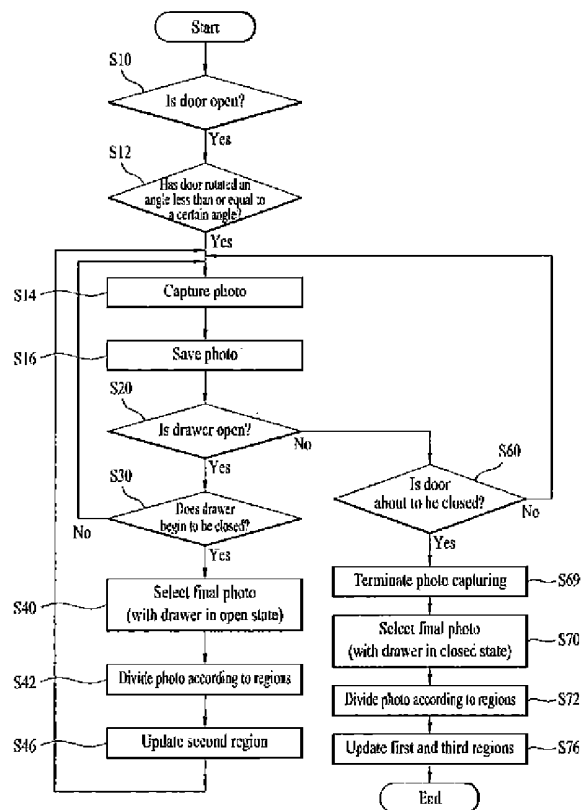 Start
S10
Is door open?
Yes
S12
Has door rotated an
angle less than or equal to
a certain angle?
Yes
S14
Capture photo
S16
Save photo
S20
Is drawer open?
No
Yes
S30
Does drawer
begin to be closed?
No
Yes
S60
Is door
about to be closed?
No
Yes
S40
Select final photo
(with drawer in open state)
S42
Divide photo according to regions
S46
Update second region
Terminate photo capturing
S69
Select final photo
(with drawer in closed state)
S70
Divide photo according to regions
S72
Update first and third regions
S76
End